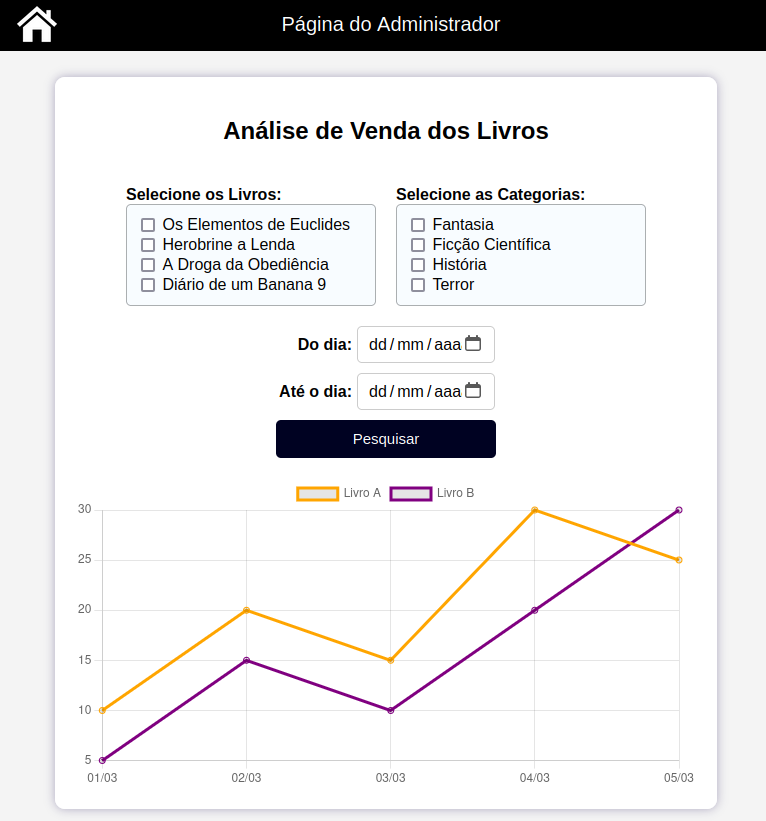 Página do Administrador
Análise de Venda dos Livros
Selecione os Livros:
Os Elementos de Euclides
Herobrine a Lenda
A Droga da Obediência
Diário de um Banana 9
Selecione as Categorias:
Fantasia
Ficção Científica
História
Terror
Do dia: dd/mm/aaa
Até o dia: dd/mm/aaa
Pesquisar
Livro A Livro B
30
25
20
15
10
5
01/03 02/03 03/03 04/03 05/03